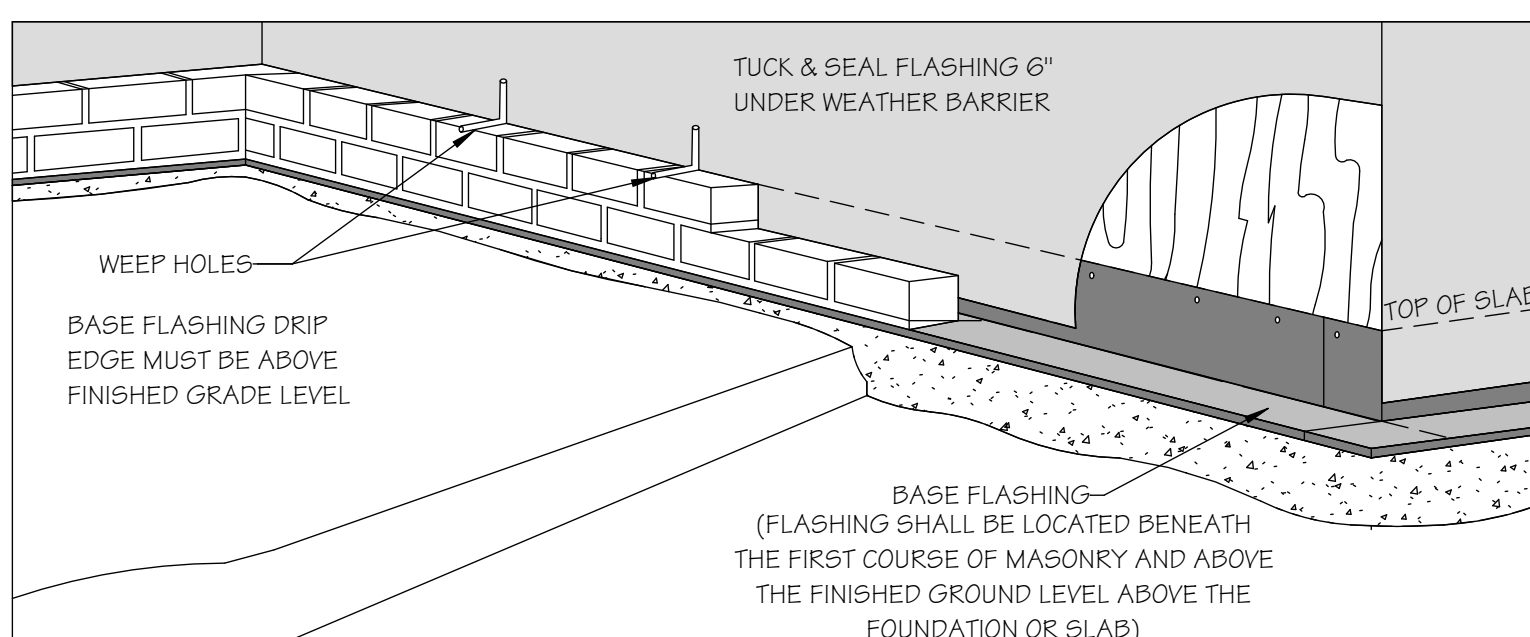 TUCK & SEAL FLASHING 6"
UNDER WEATHER BARRIER
WEEP HOLES
BASE FLASHING DRIP
EDGE MUST BE ABOVE
FINISHED GRADE LEVEL
TOP OF SLAB
BASE FLASHING
(FLASHING SHALL BE LOCATED BENEATH
THE FIRST COURSE OF MASONRY AND ABOVE
THE FINISHED GROUND LEVEL ABOVE THE
FOUNDATION OR SLAB)